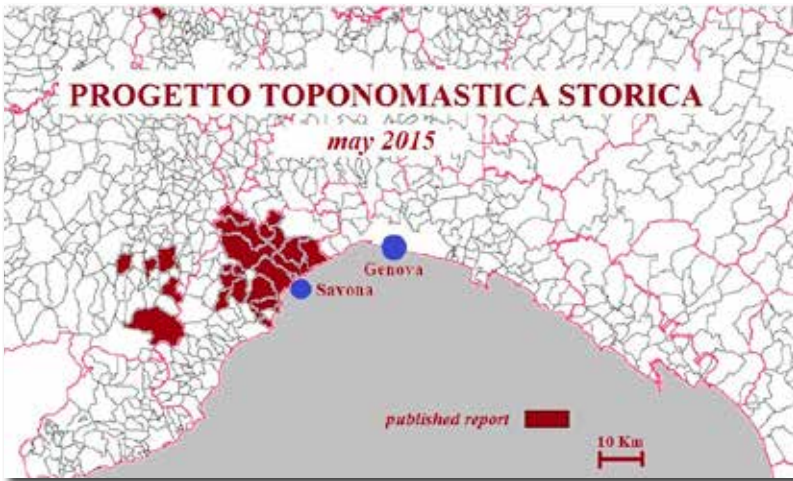 PROGETTO TOPONOMASTICA STORICA
may 2015
Genova
Savona
published report
10 Km